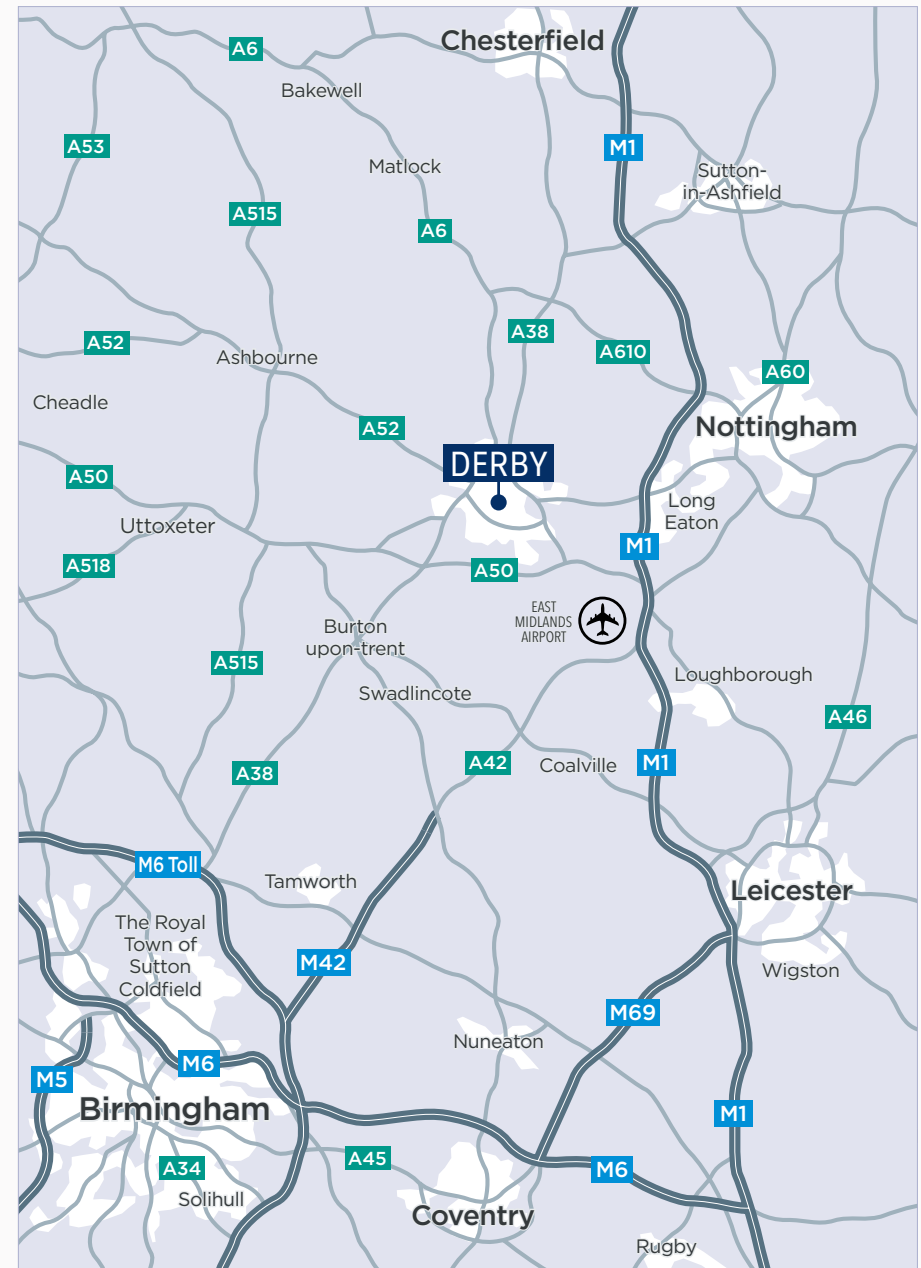 Chesterfield
A6
Bakewell
A53
M1
Matlock
Sutton-
in-Ashfield
A515
A6
A38
A52
A610
Ashbourne
A60
Cheadle
A52
Nottingham
DERBY
A50
Long
Eaton
Uttoxeter
M1
A518
A50
EAST
MIDLANDS
AIRPORT
Burton
upon-trent
A515
Loughborough
Swadlincote
A46
A42
Coalville
M1
A38
M6 Toll
Tamworth
Leicester
The Royal
Town of
Sutton
Coldfield
M42
Wigston
M69
Nuneaton
M6
M5
Birmingham
M1
A45
A34
M6
Solihull
Coventry
Rugby